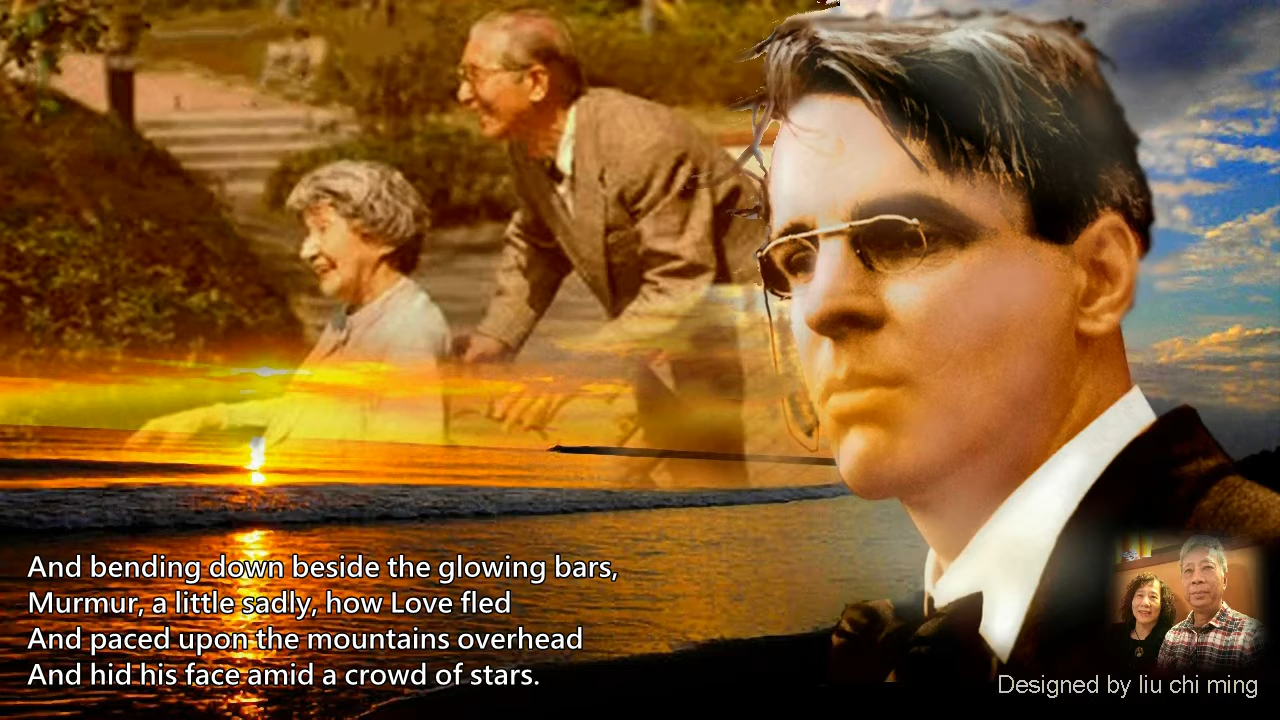 And bending down beside the glowing bars,
Murmur, a little sadly, how Love fled
And paced upon the mountains overhead
And hid his face amid a crowd of stars.
Designed by liu chi ming